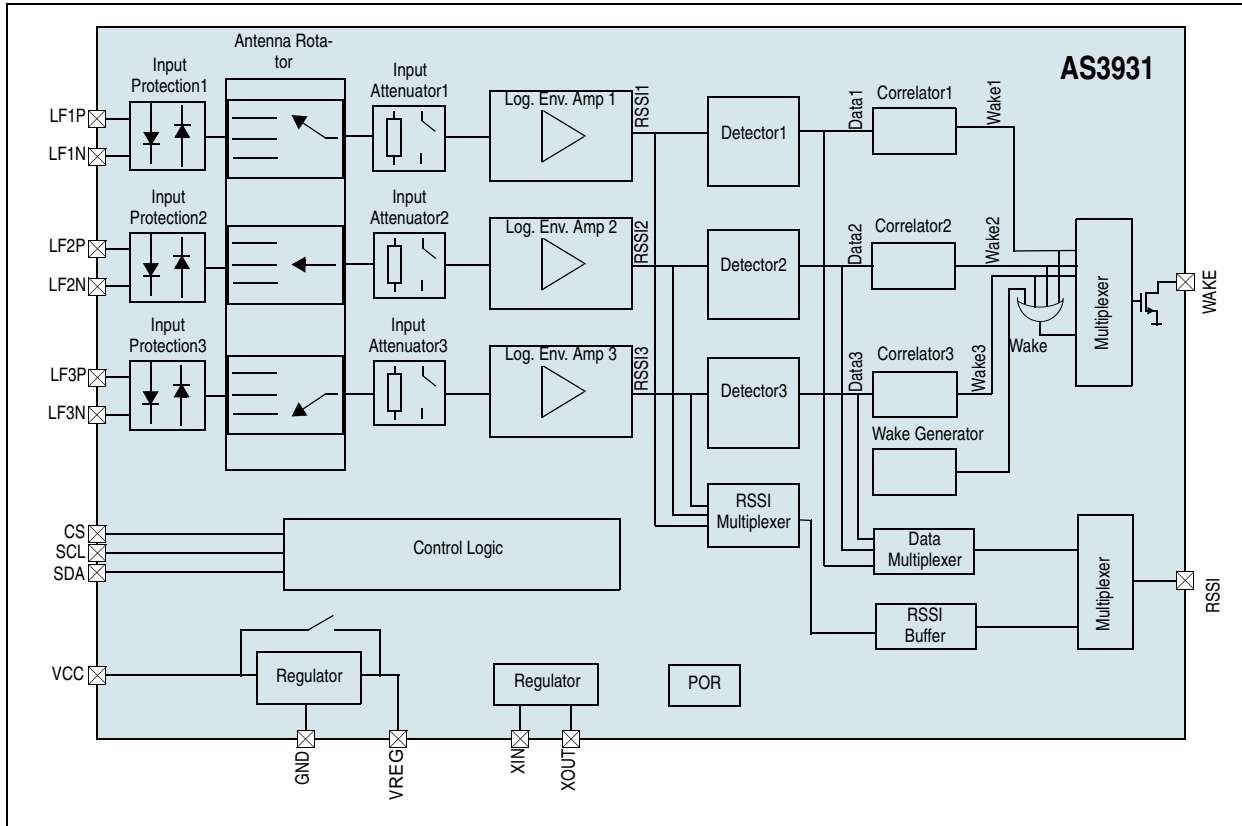 AS3931
Antenna Rota-
tor
Input
Protection1
Input
Attenuator1
Log. Env. Amp 1
RSSI1
Detector1
Data1
Correlator1
Wake1
LF1P
LF1N
Input
Protection2
Input
Attenuator2
Log. Env. Amp 2
RSSI2
Detector2
Data2
Correlator2
Wake2
LF2P
LF2N
Multiplexer
WAKE
Input
Protection3
Input
Attenuator3
Log. Env. Amp 3
RSSI3
Detector3
Data3
Correlator3
Wake3
Wake
LF3P
LF3N
Wake Generator
RSSI
Multiplexer
CS
SCL
SDA
Control Logic
Data
Multiplexer
RSSI
Buffer
Multiplexer
RSSI
VCC
Regulator
Regulator
POR
GND
VREG
XIN
XOUT